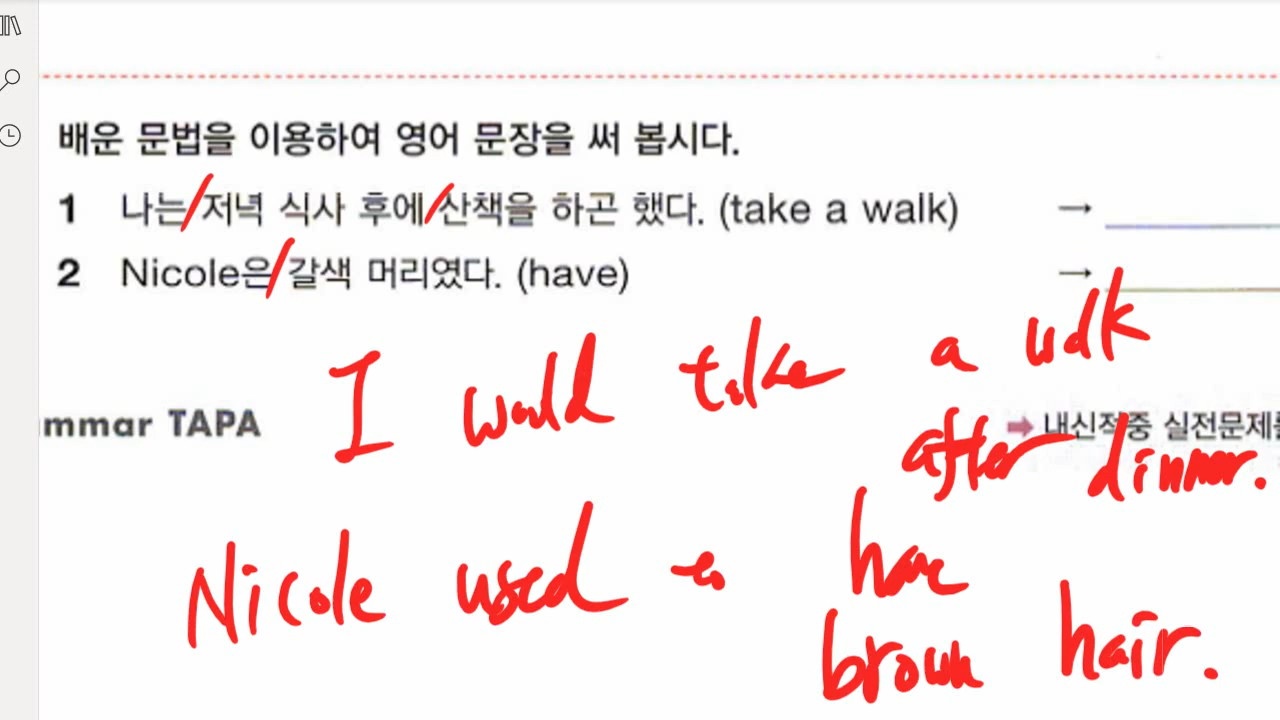 배운 문법을 이용하여 영어 문장을 써 봅시다.
1 나는/저녁 식사 후에/산책을 하곤 했다. (take a walk) →
2 Nicole은/갈색 머리였다. (have) →
I would take a walk
mmar TAPA
➡ 내신적중 실전문제
after dinner.
Nicole used to have
brown hair.